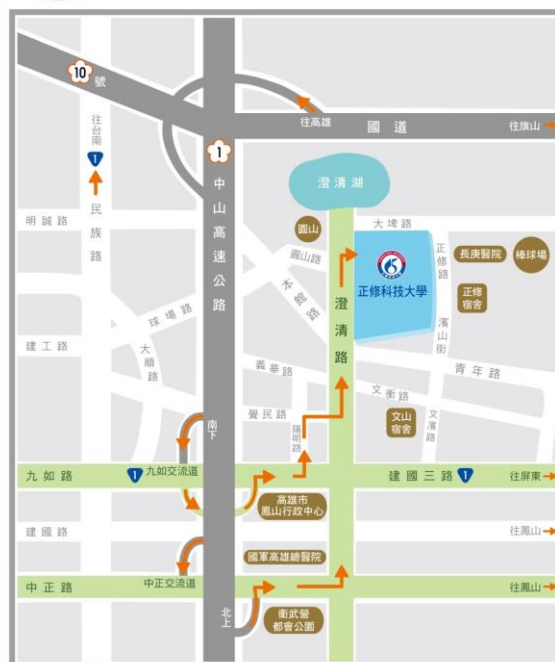 10
號
往台南
1
民族路
1
中山高速公路
往高雄
國道
往旗山
澄清湖
明誠路
圓山
圓山路
本館路
大埤路
正修路
長庚醫院
棒球場
正修科技大學
正修
宿舍
濱山街
澄清路
球場路
建工路
大順路
義華路
青年路
文衡路
覺民路
陽明路
文山
宿舍
文濱路
南下
九如路
1
九如交流道
建國三路
1
往屏東
高雄市
鳳山行政中心
建國路
往鳳山
國軍高雄總醫院
中正路
中正交流道
往鳳山
北上
衛武營
都會公園